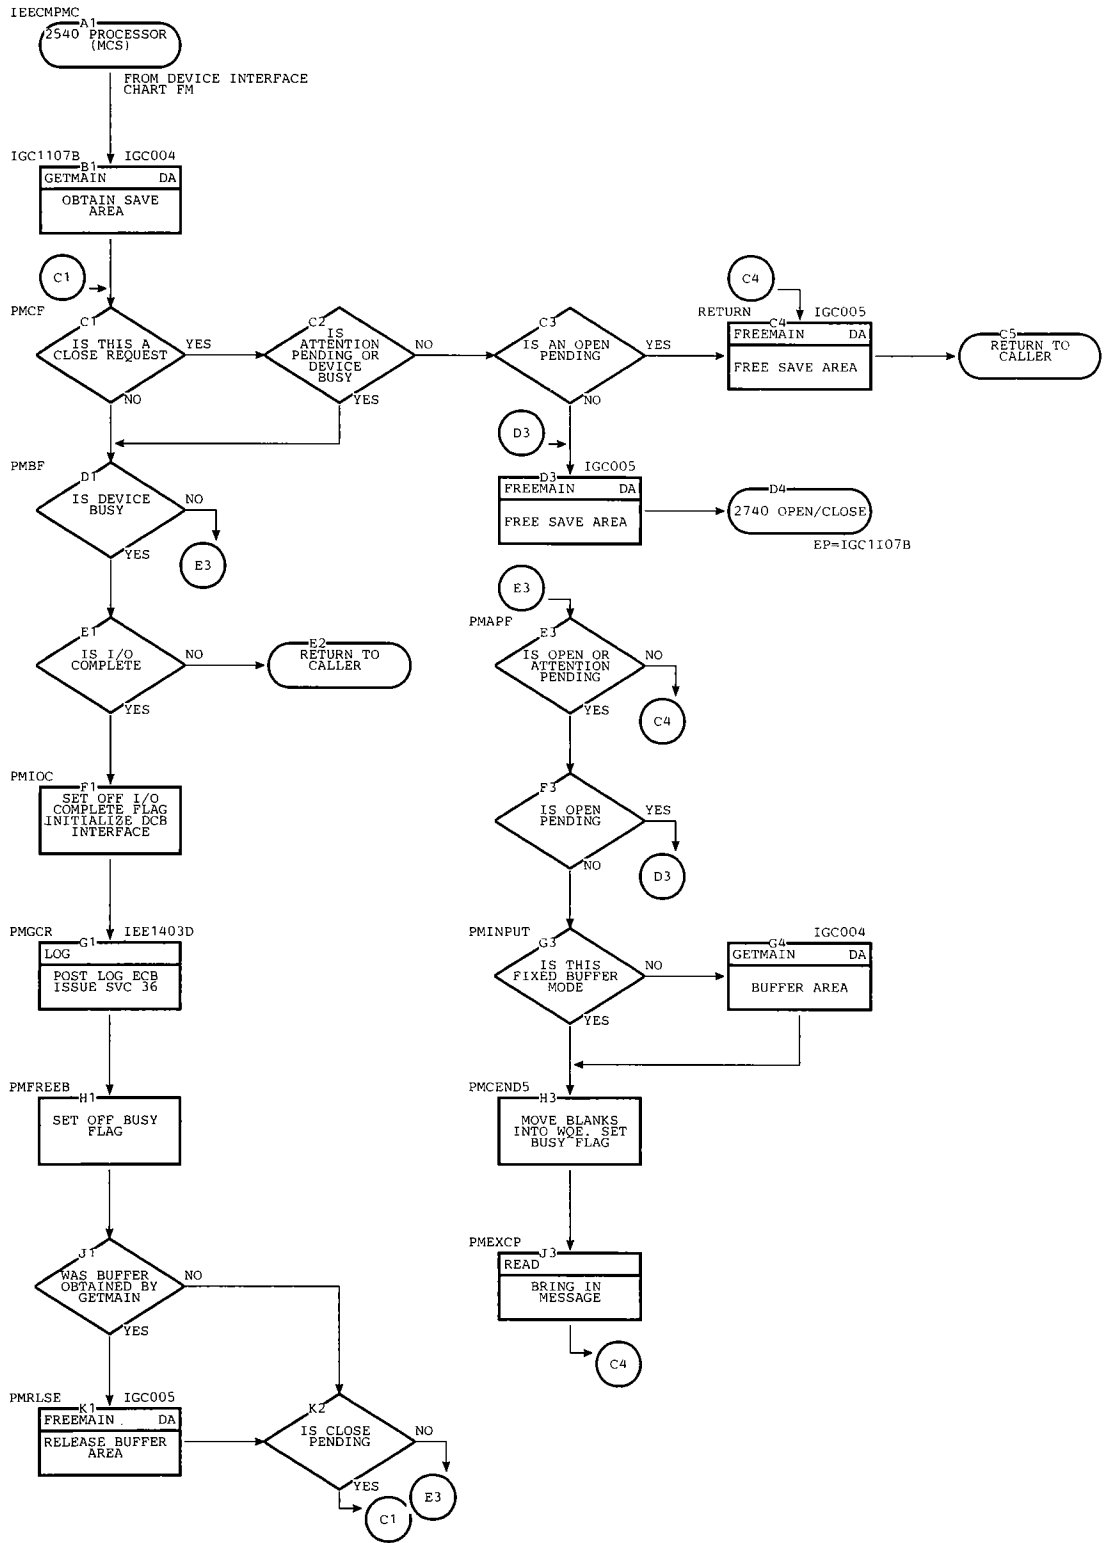 IEECMPMC
A1
2540 PROCESSOR
(MCS)
FROM DEVICE INTERFACE
CHART FM
IGC1107B
IGC004
B1
GETMAIN DA
OBTAIN SAVE
AREA
C1
PMCF
C1
IS THIS A
CLOSE REQUEST
YES
NO
C2
IS
ATTENTION
PENDING OR
DEVICE
BUSY
NO
YES
C3
IS AN OPEN
PENDING
YES
NO
C4
RETURN
IGC005
C4
FREEMAIN DA
FREE SAVE AREA
C5
RETURN TO
CALLER
D3
PMBF
D1
IS DEVICE
BUSY
NO
YES
E3
IGC005
D3
FREEMAIN DA
FREE SAVE AREA
D4
2740 OPEN/CLOSE
EP=IGC1I07B
E3
PMAPF
E1
IS I/O
COMPLETE
NO
YES
E2
RETURN TO
CALLER
E3
IS OPEN OR
ATTENTION
PENDING
NO
YES
C4
PMIOC
F1
SET OFF I/O
COMPLETE FLAG
INITIALIZE DCB
INTERFACE
F3
IS OPEN
PENDING
YES
NO
D3
PMGCR
IEE1403D
G1
LOG
POST LOG ECB
ISSUE SVC 36
PMINPUT
G3
IS THIS
FIXED BUFFER
MODE
NO
YES
IGC004
G4
GETMAIN DA
BUFFER AREA
PMFREEB
H1
SET OFF BUSY
FLAG
PMCEND5
H3
MOVE BLANKS
INTO WQE. SET
BUSY FLAG
J1
WAS BUFFER
OBTAINED BY
GETMAIN
NO
YES
PMEXCP
J3
READ
BRING IN
MESSAGE
C4
PMRLSE
IGC005
K1
FREEMAIN . DA
RELEASE BUFFER
AREA
K2
IS CLOSE
PENDING
NO
YES
E3
C1